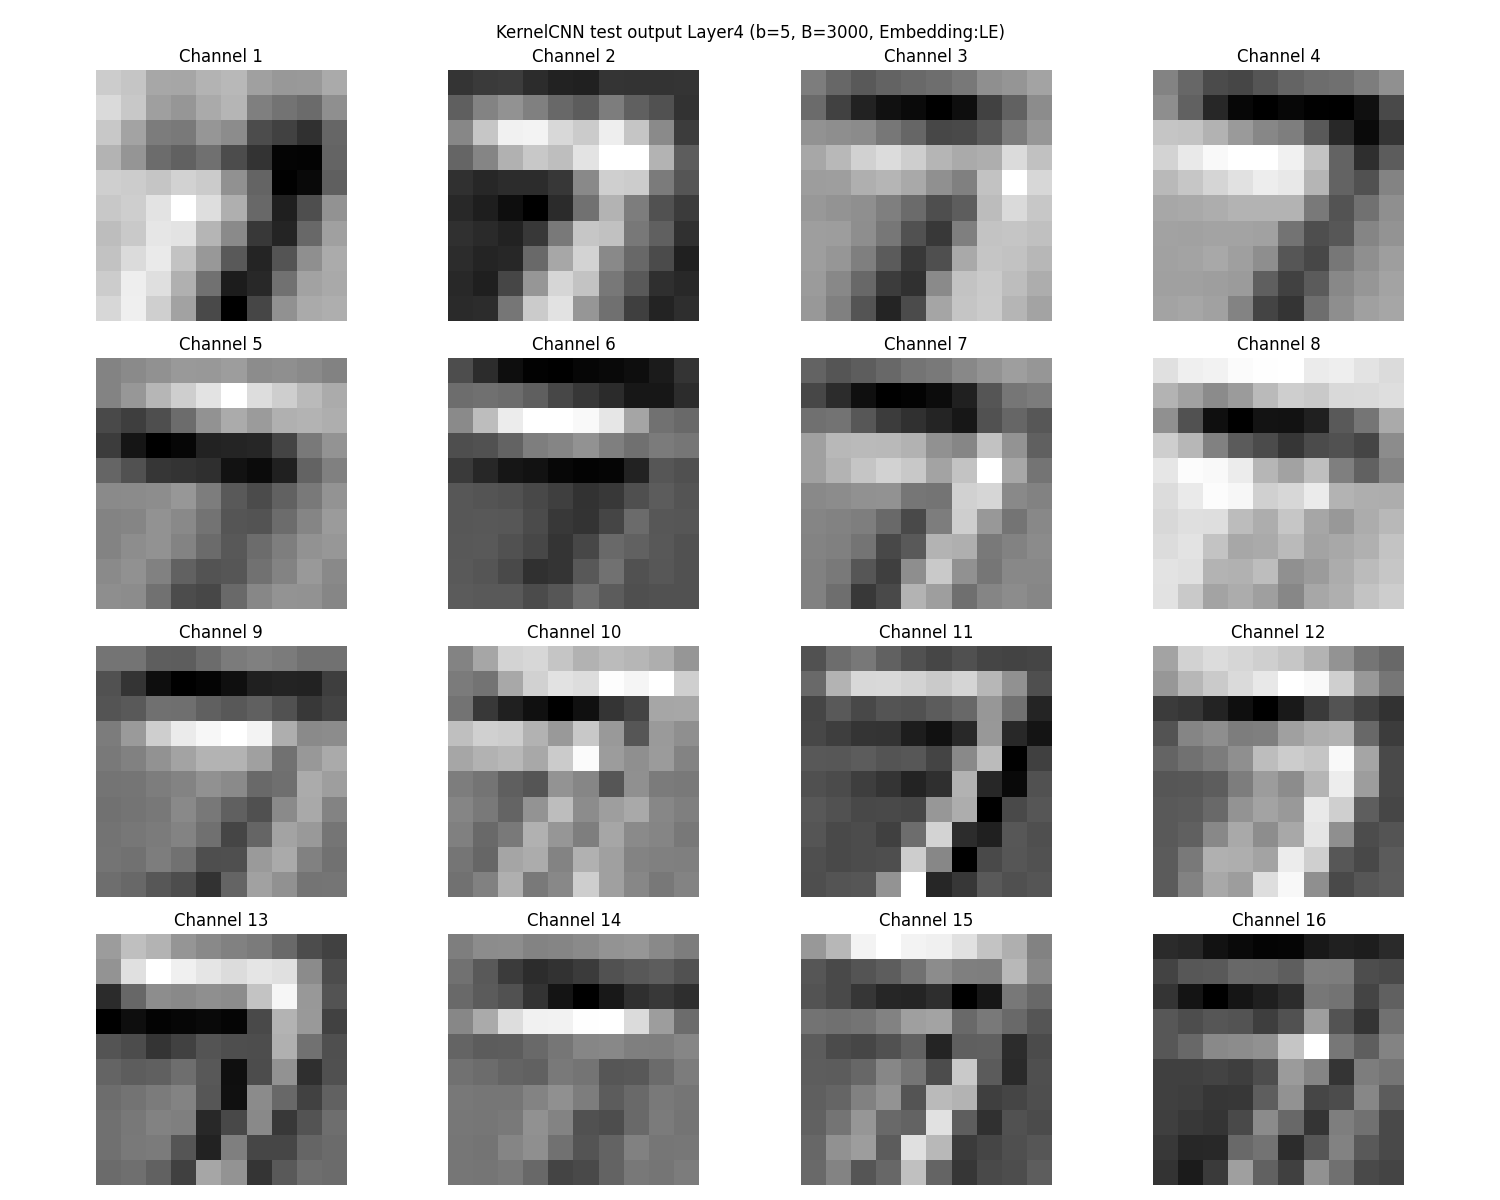 KernelCNN test output Layer4 (b=5, B=3000, Embedding:LE)
Channel 1 Channel 2 Channel 3 Channel 4
Channel 5 Channel 6 Channel 7 Channel 8
Channel 9 Channel 10 Channel 11 Channel 12
Channel 13 Channel 14 Channel 15 Channel 16